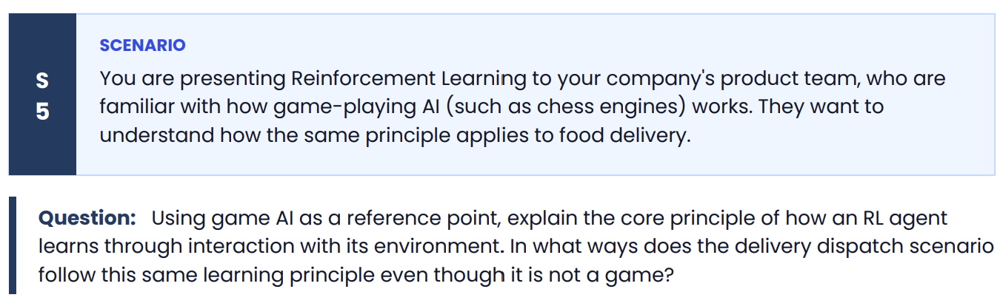 S
5
SCENARIO
You are presenting Reinforcement Learning to your company's product team, who are
familiar with how game-playing AI (such as chess engines) works. They want to
understand how the same principle applies to food delivery.
Question: Using game AI as a reference point, explain the core principle of how an RL agent
learns through interaction with its environment. In what ways does the delivery dispatch scenario
follow this same learning principle even though it is not a game?